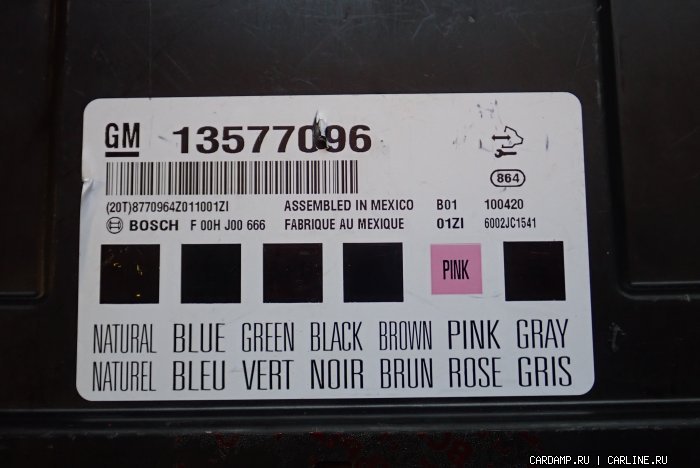 GM 13577096
864
(20T)8770964Z011001ZI ASSEMBLED IN MEXICO B01 100420
BOSCH F 00H J00 666 FABRIQUE AU MEXIQUE 01ZI 6002JC1541
PINK
NATURAL BLUE GREEN BLACK BROWN PINK GRAY
NATUREL BLEU VERT NOIR BRUN ROSE GRIS
CARDAMP.RU | CARLINE.RU